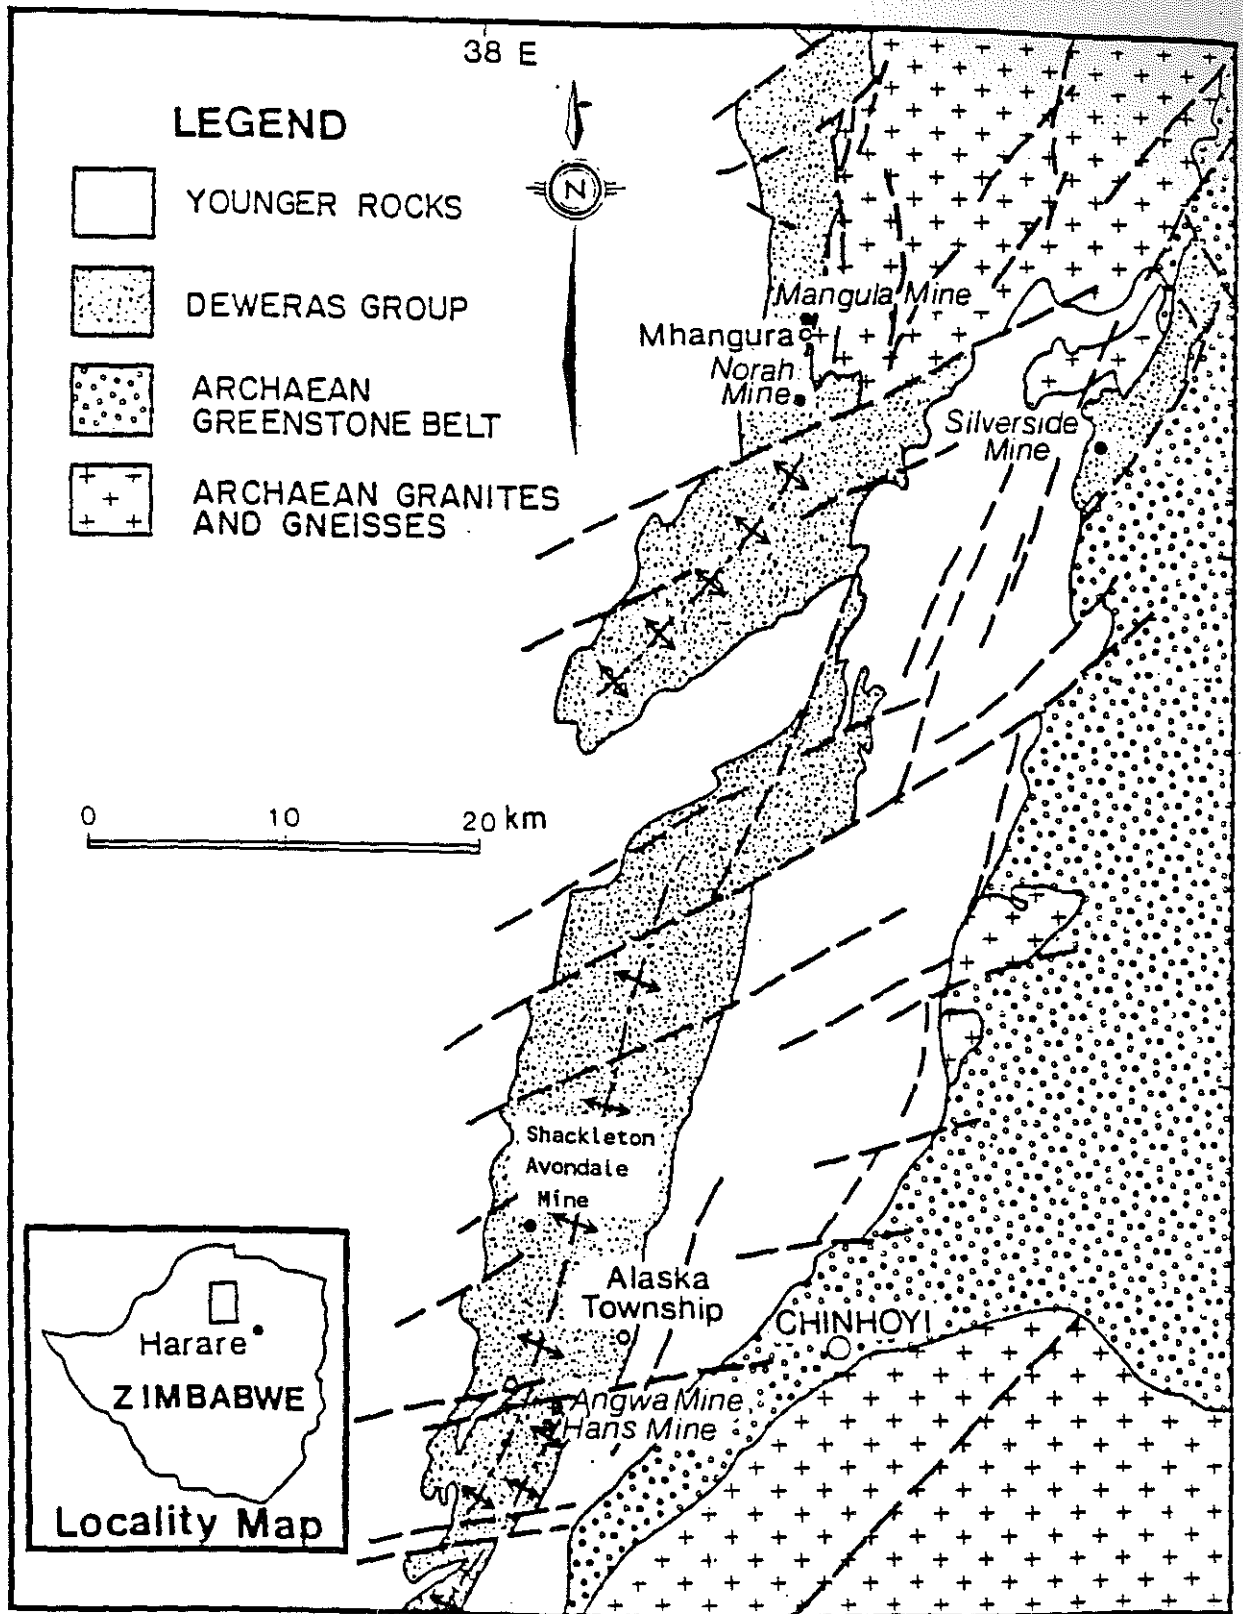 38 E
LEGEND
YOUNGER ROCKS
DEWERAS GROUP
ARCHAEAN
GREENSTONE BELT
ARCHAEAN GRANITES
AND GNEISSES
N
Mangula Mine
Mhangura
Norah
Mine
Silverside
Mine
0 10 20 km
Shackleton
Avondale
Mine
Alaska
Township
CHINHOYI
Angwa Mine
Hans Mine
Harare
ZIMBABWE
Locality Map